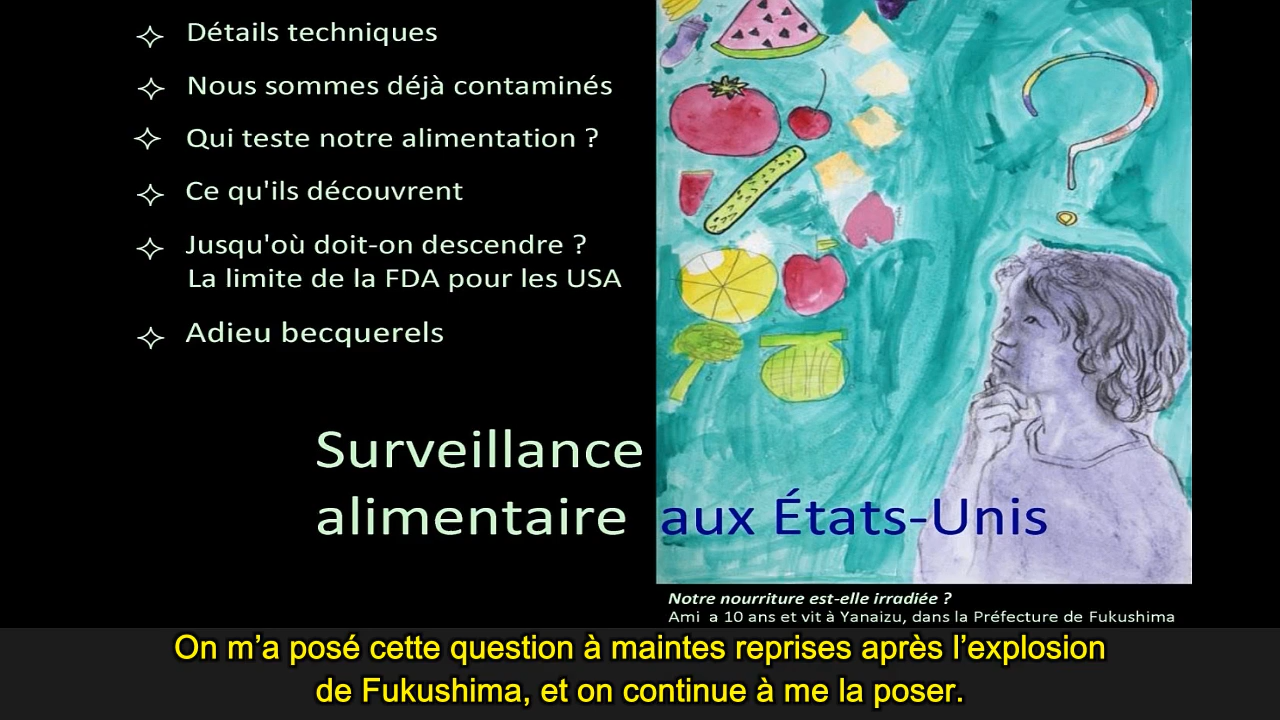 Détails techniques
Nous sommes déjà contaminés
Qui teste notre alimentation ?
Ce qu'ils découvrent
Jusqu'où doit-on descendre ?
La limite de la FDA pour les USA
Adieu becquerels
Surveillance
alimentaire aux États-Unis
Notre nourriture est-elle irradiée ?
Ami a 10 ans et vit à Yanaizu, dans la Préfecture de Fukushima
On m’a posé cette question à maintes reprises après l’explosion
de Fukushima, et on continue à me la poser.